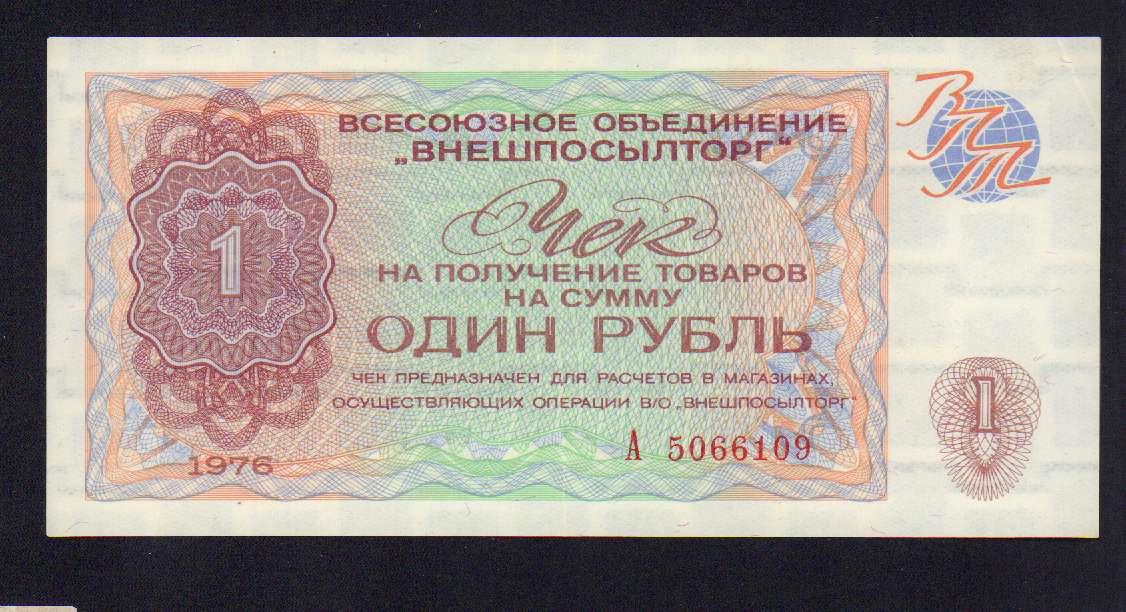 ВСЕСОЮЗНОЕ ОБЪЕДИНЕНИЕ
„ВНЕШПОСЫЛТОРГ“
ВПТ
1
Чек
НА ПОЛУЧЕНИЕ ТОВАРОВ
НА СУММУ
ОДИН РУБЛЬ
ЧЕК ПРЕДНАЗНАЧЕН ДЛЯ РАСЧЕТОВ В МАГАЗИНАХ,
ОСУЩЕСТВЛЯЮЩИХ ОПЕРАЦИИ В/О „ВНЕШПОСЫЛТОРГ“
1
А 5066109
1976